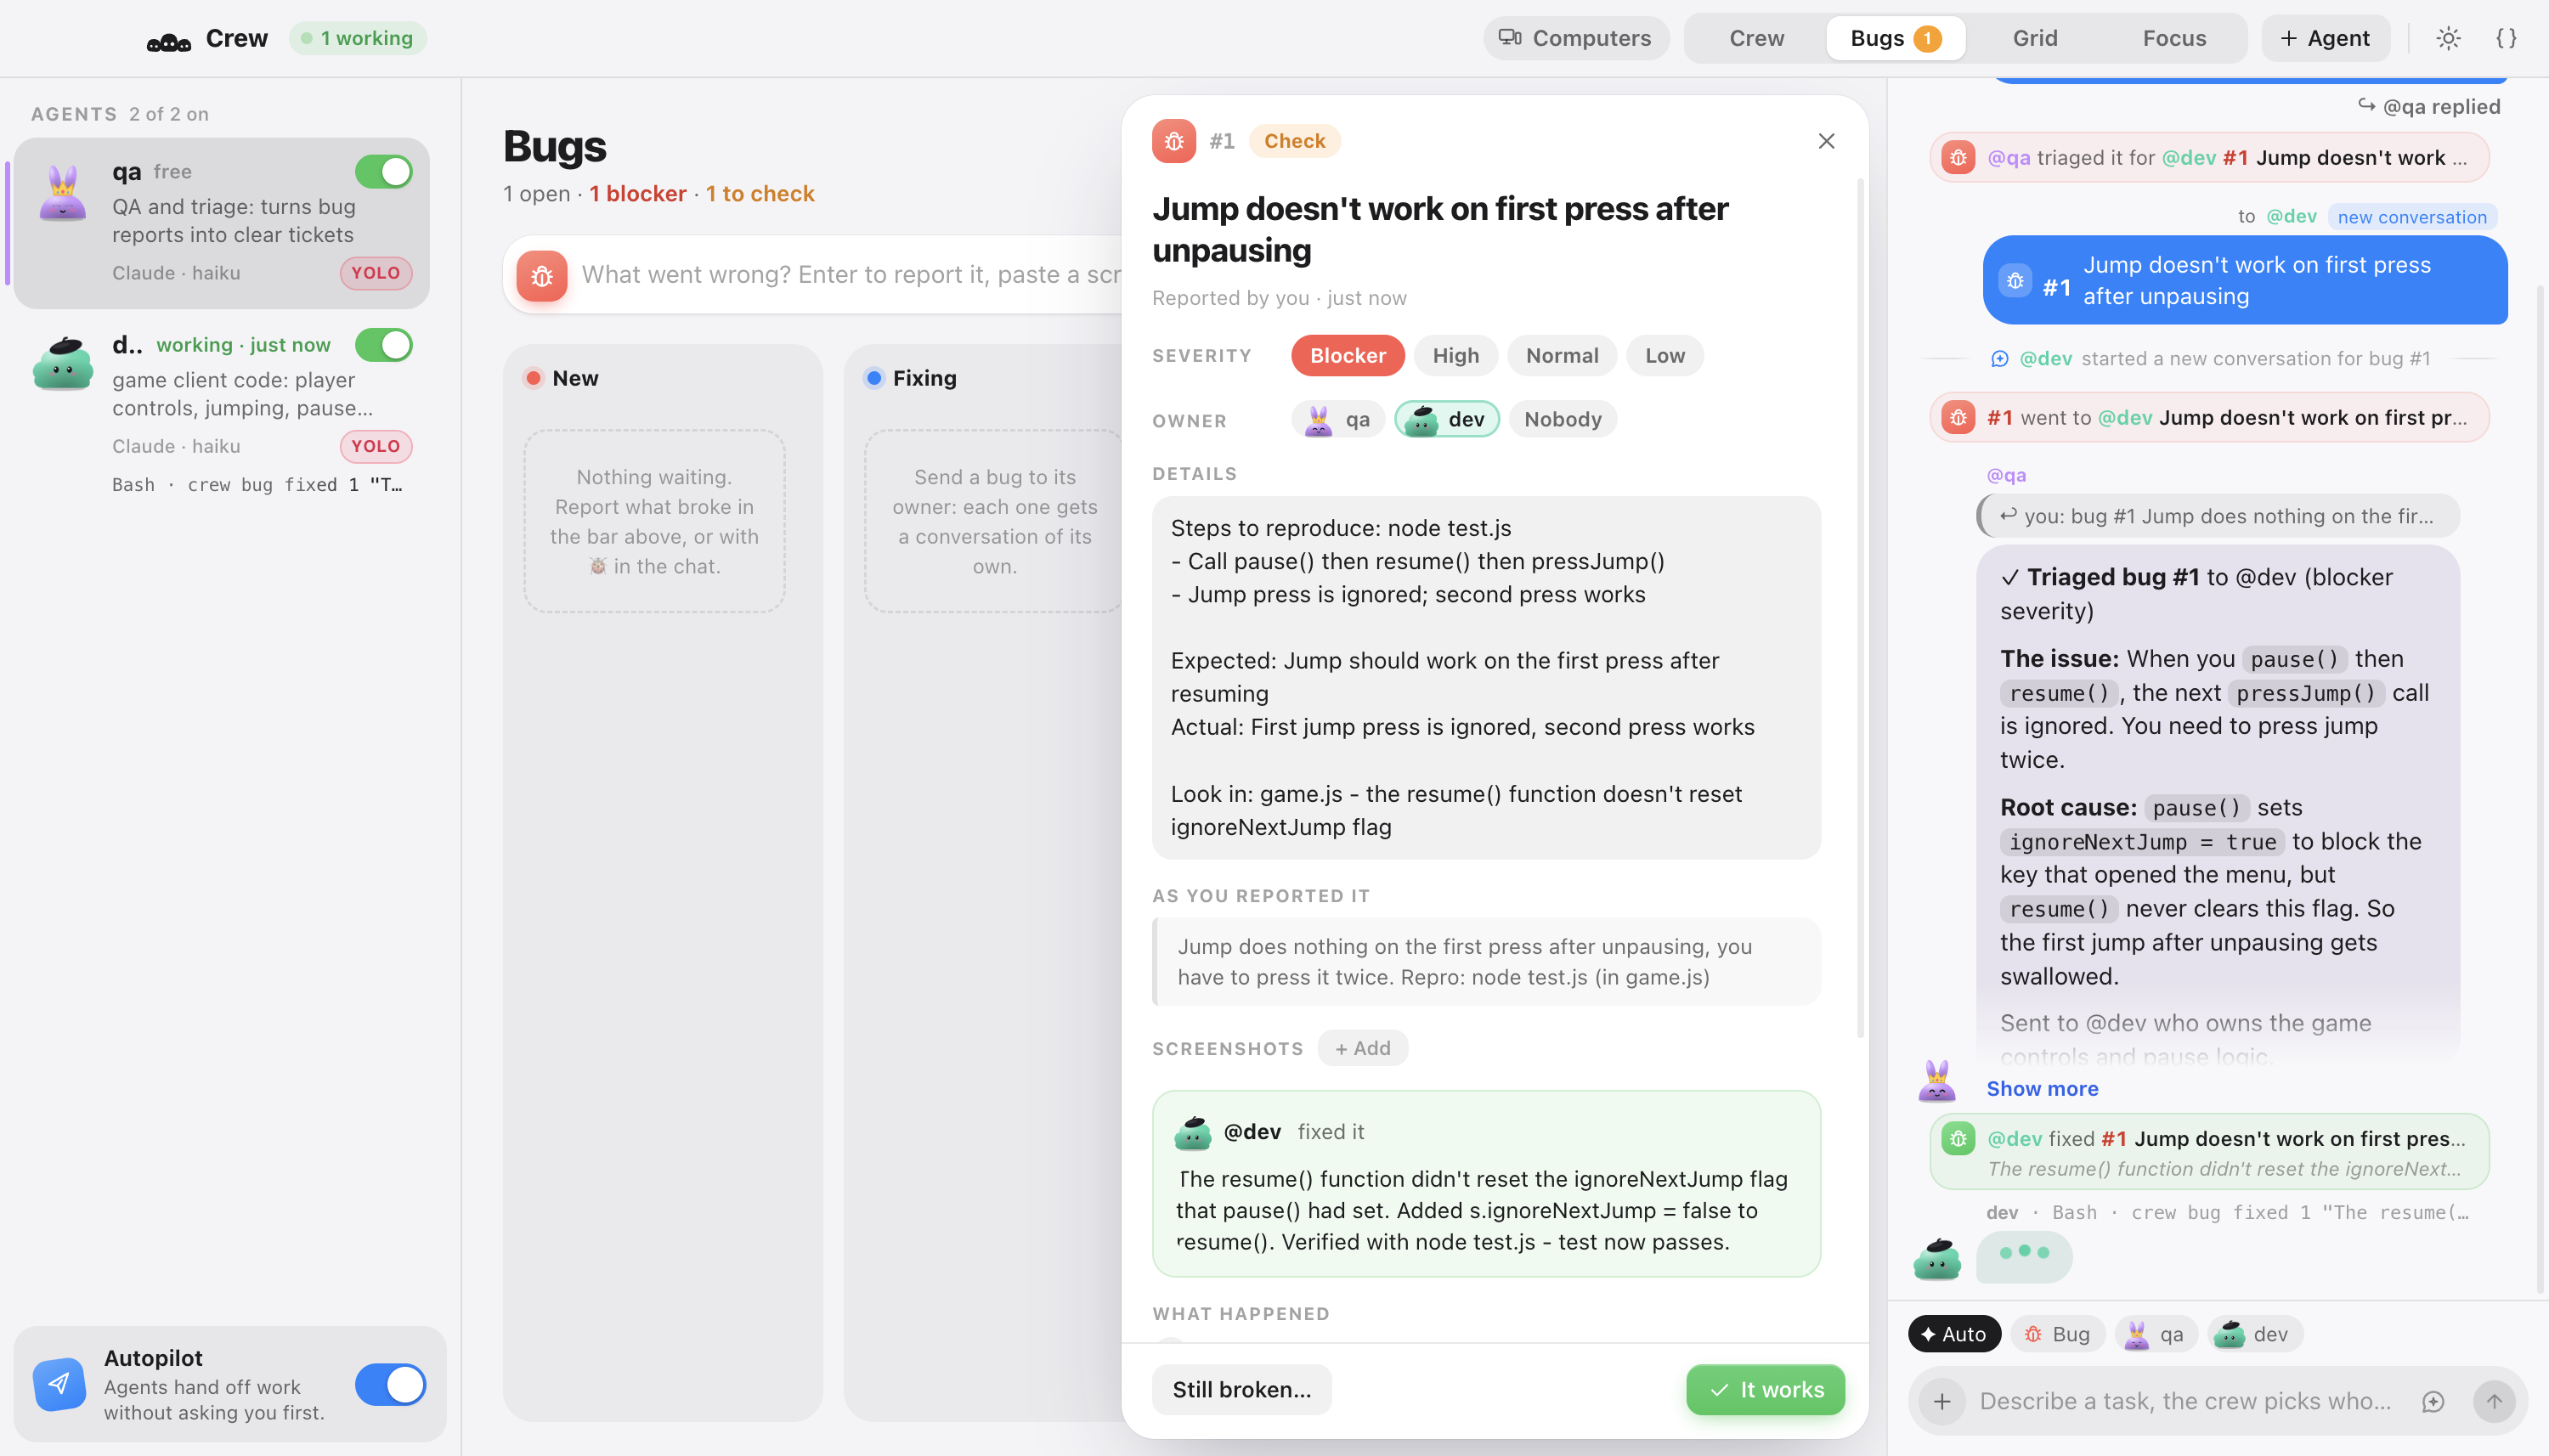 Crew
1 working
Computers
Crew
Bugs 1
Grid
Focus
+ Agent
{ }
AGENTS 2 of 2 on
qa free
QA and triage: turns bug
reports into clear tickets
Claude · haiku
YOLO
d.. working · just now
game client code: player
controls, jumping, pause...
Claude · haiku
YOLO
Bash · crew bug fixed 1 "T...
Autopilot
Agents hand off work
without asking you first.
Bugs
1 open · 1 blocker · 1 to check
What went wrong? Enter to report it, paste a scr
New
Nothing waiting.
Report what broke in
the bar above, or with
in the chat.
Fixing
Send a bug to its
owner: each one gets
a conversation of its
own.
#1 Check
Jump doesn't work on first press after
unpausing
Reported by you · just now
SEVERITY
Blocker
High
Normal
Low
OWNER
qa
dev
Nobody
DETAILS
Steps to reproduce: node test.js
- Call pause() then resume() then pressJump()
- Jump press is ignored; second press works
Expected: Jump should work on the first press after
resuming
Actual: First jump press is ignored, second press works
Look in: game.js - the resume() function doesn't reset
ignoreNextJump flag
AS YOU REPORTED IT
Jump does nothing on the first press after unpausing, you
have to press it twice. Repro: node test.js (in game.js)
SCREENSHOTS
+ Add
@dev fixed it
The resume() function didn't reset the ignoreNextJump flag
that pause() had set. Added s.ignoreNextJump = false to
resume(). Verified with node test.js - test now passes.
WHAT HAPPENED
Still broken...
It works
@qa replied
@qa triaged it for @dev #1 Jump doesn't work ...
to @dev new conversation
#1 Jump doesn't work on first press
after unpausing
@dev started a new conversation for bug #1
#1 went to @dev Jump doesn't work on first pr...
@qa
you: bug #1 Jump does nothing on the fir...
✓ Triaged bug #1 to @dev (blocker
severity)
The issue: When you pause() then
resume(), the next pressJump() call
is ignored. You need to press jump
twice.
Root cause: pause() sets
ignoreNextJump = true to block the
key that opened the menu, but
resume() never clears this flag. So
the first jump after unpausing gets
swallowed.
Sent to @dev who owns the game
controls and pause logic.
Show more
@dev fixed #1 Jump doesn't work on first pres...
The resume() function didn't reset the ignoreNext...
dev · Bash · crew bug fixed 1 "The resume(...
Auto
Bug
qa
dev
Describe a task, the crew picks who...